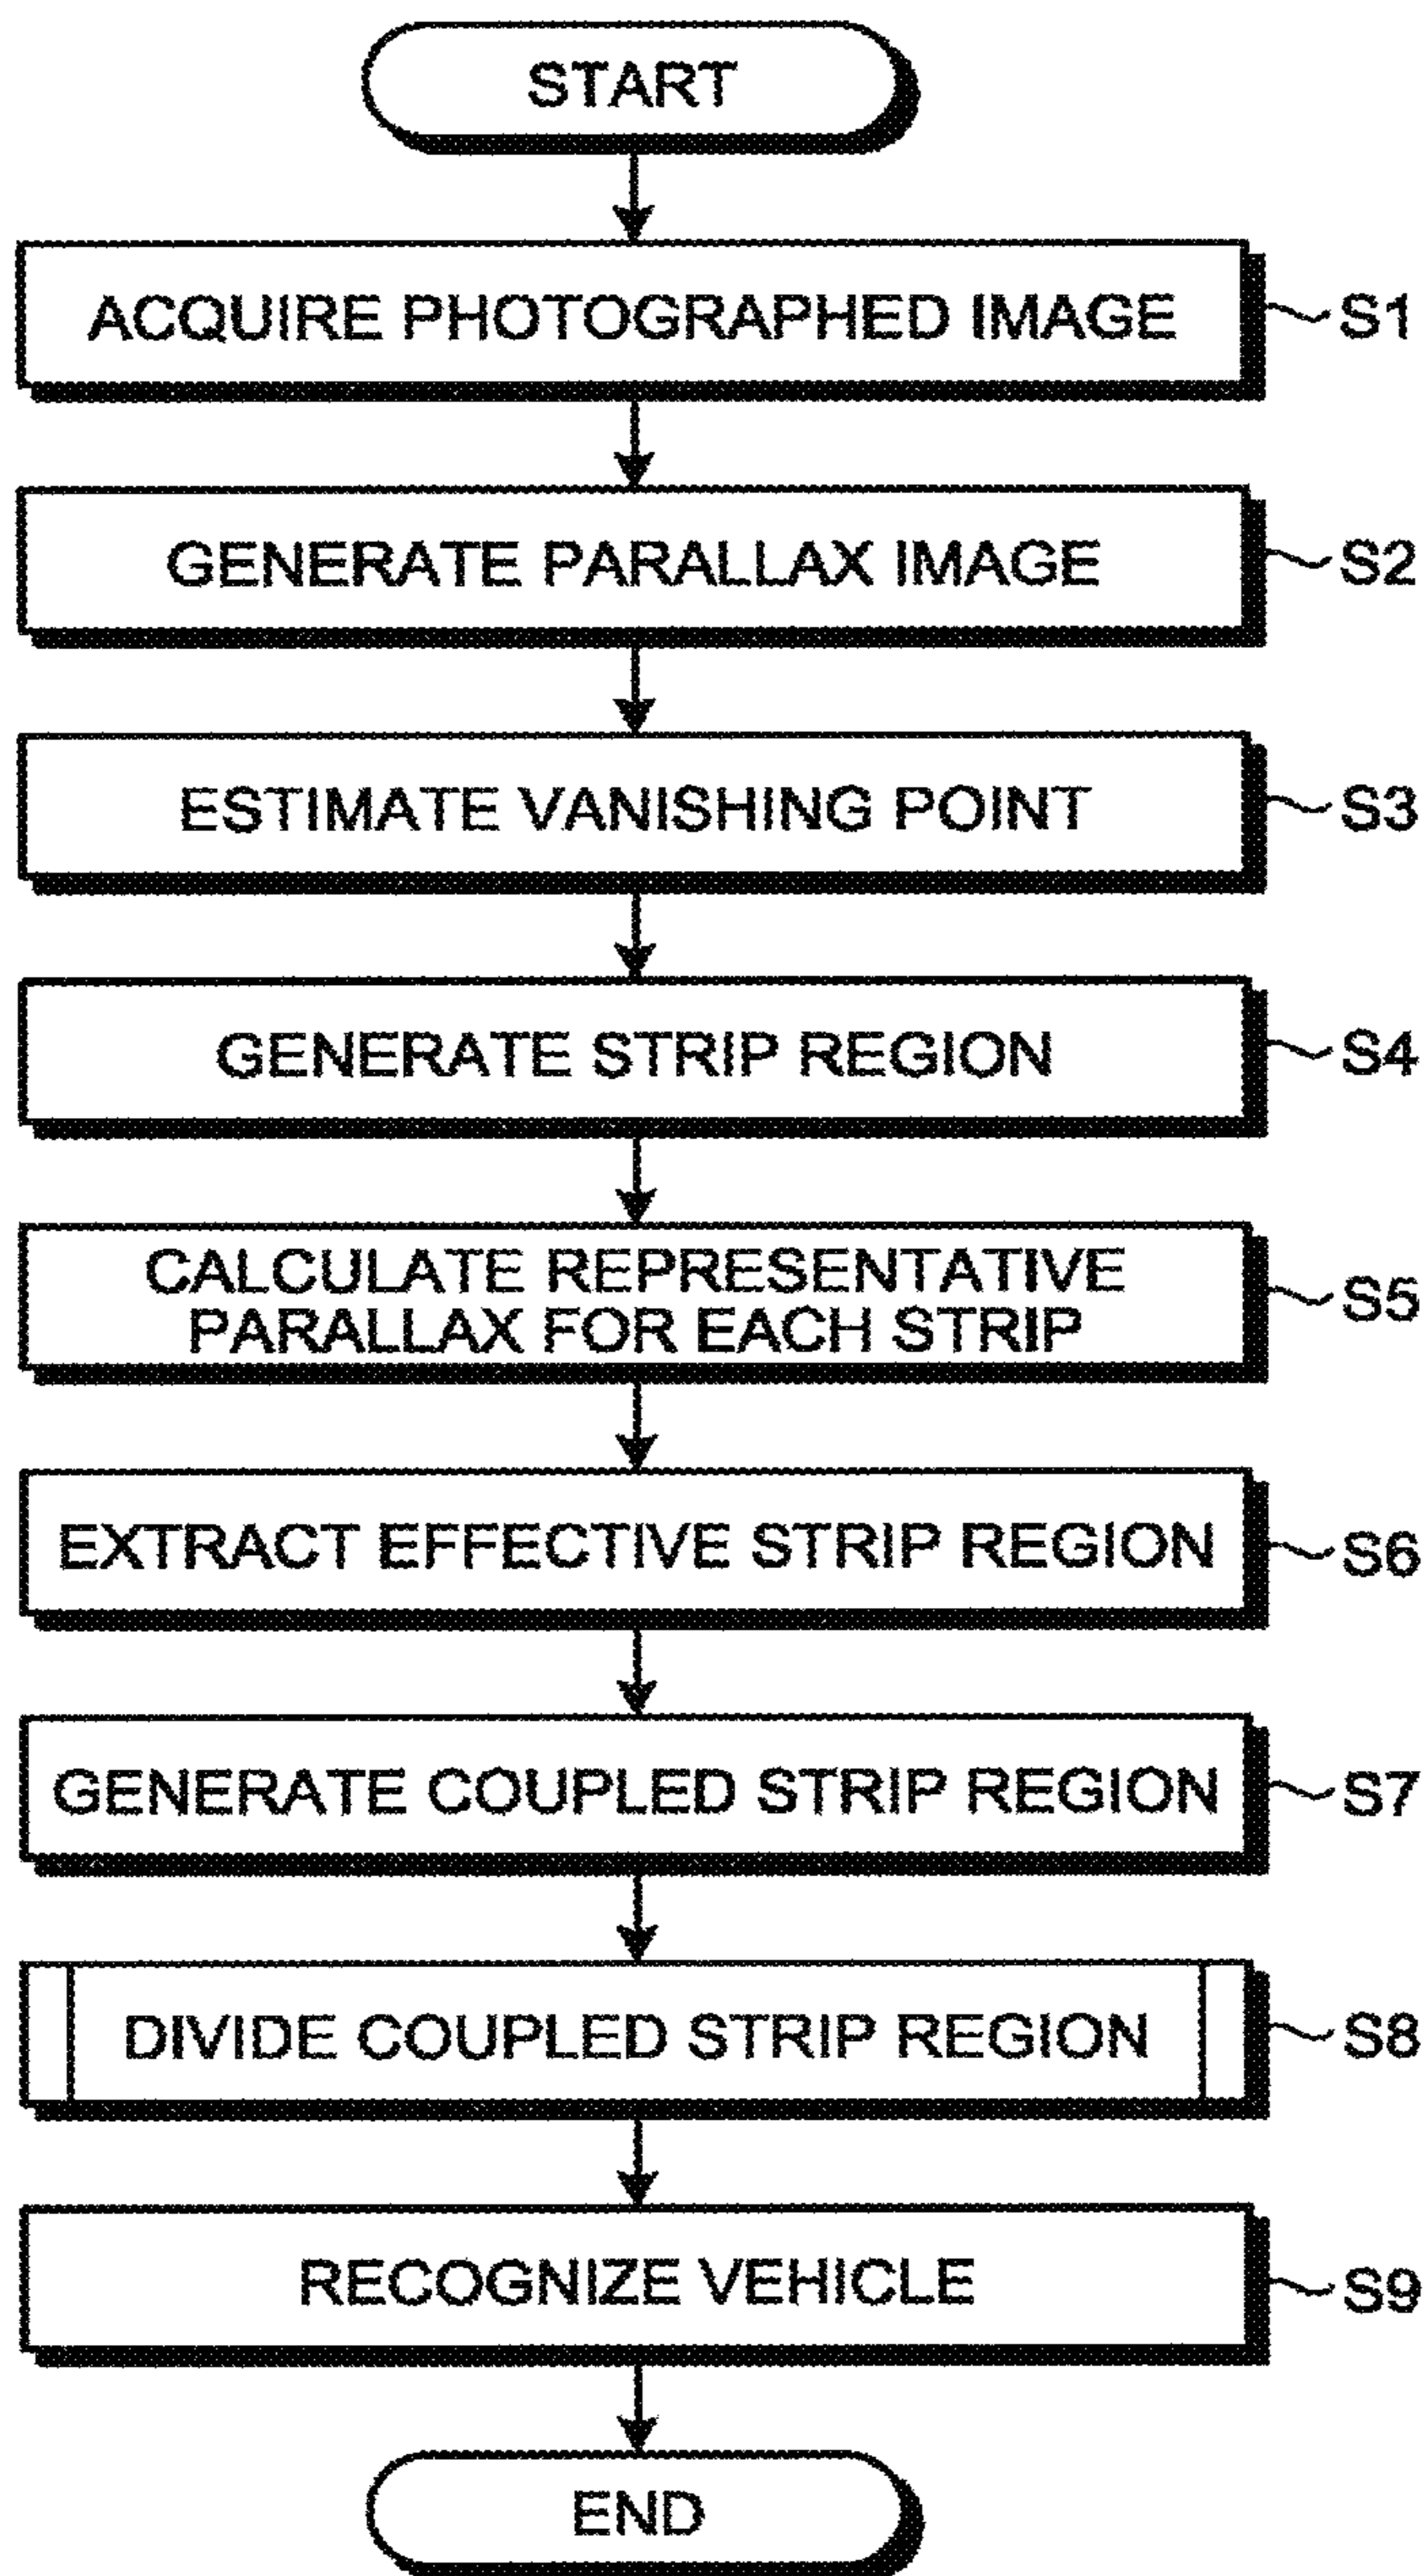 START
ACQUIRE PHOTOGRAPHED IMAGE
S1
GENERATE PARALLAX IMAGE
S2
ESTIMATE VANISHING POINT
S3
GENERATE STRIP REGION
S4
CALCULATE REPRESENTATIVE
PARALLAX FOR EACH STRIP
S5
EXTRACT EFFECTIVE STRIP REGION
S6
GENERATE COUPLED STRIP REGION
S7
DIVIDE COUPLED STRIP REGION
S8
RECOGNIZE VEHICLE
S9
END